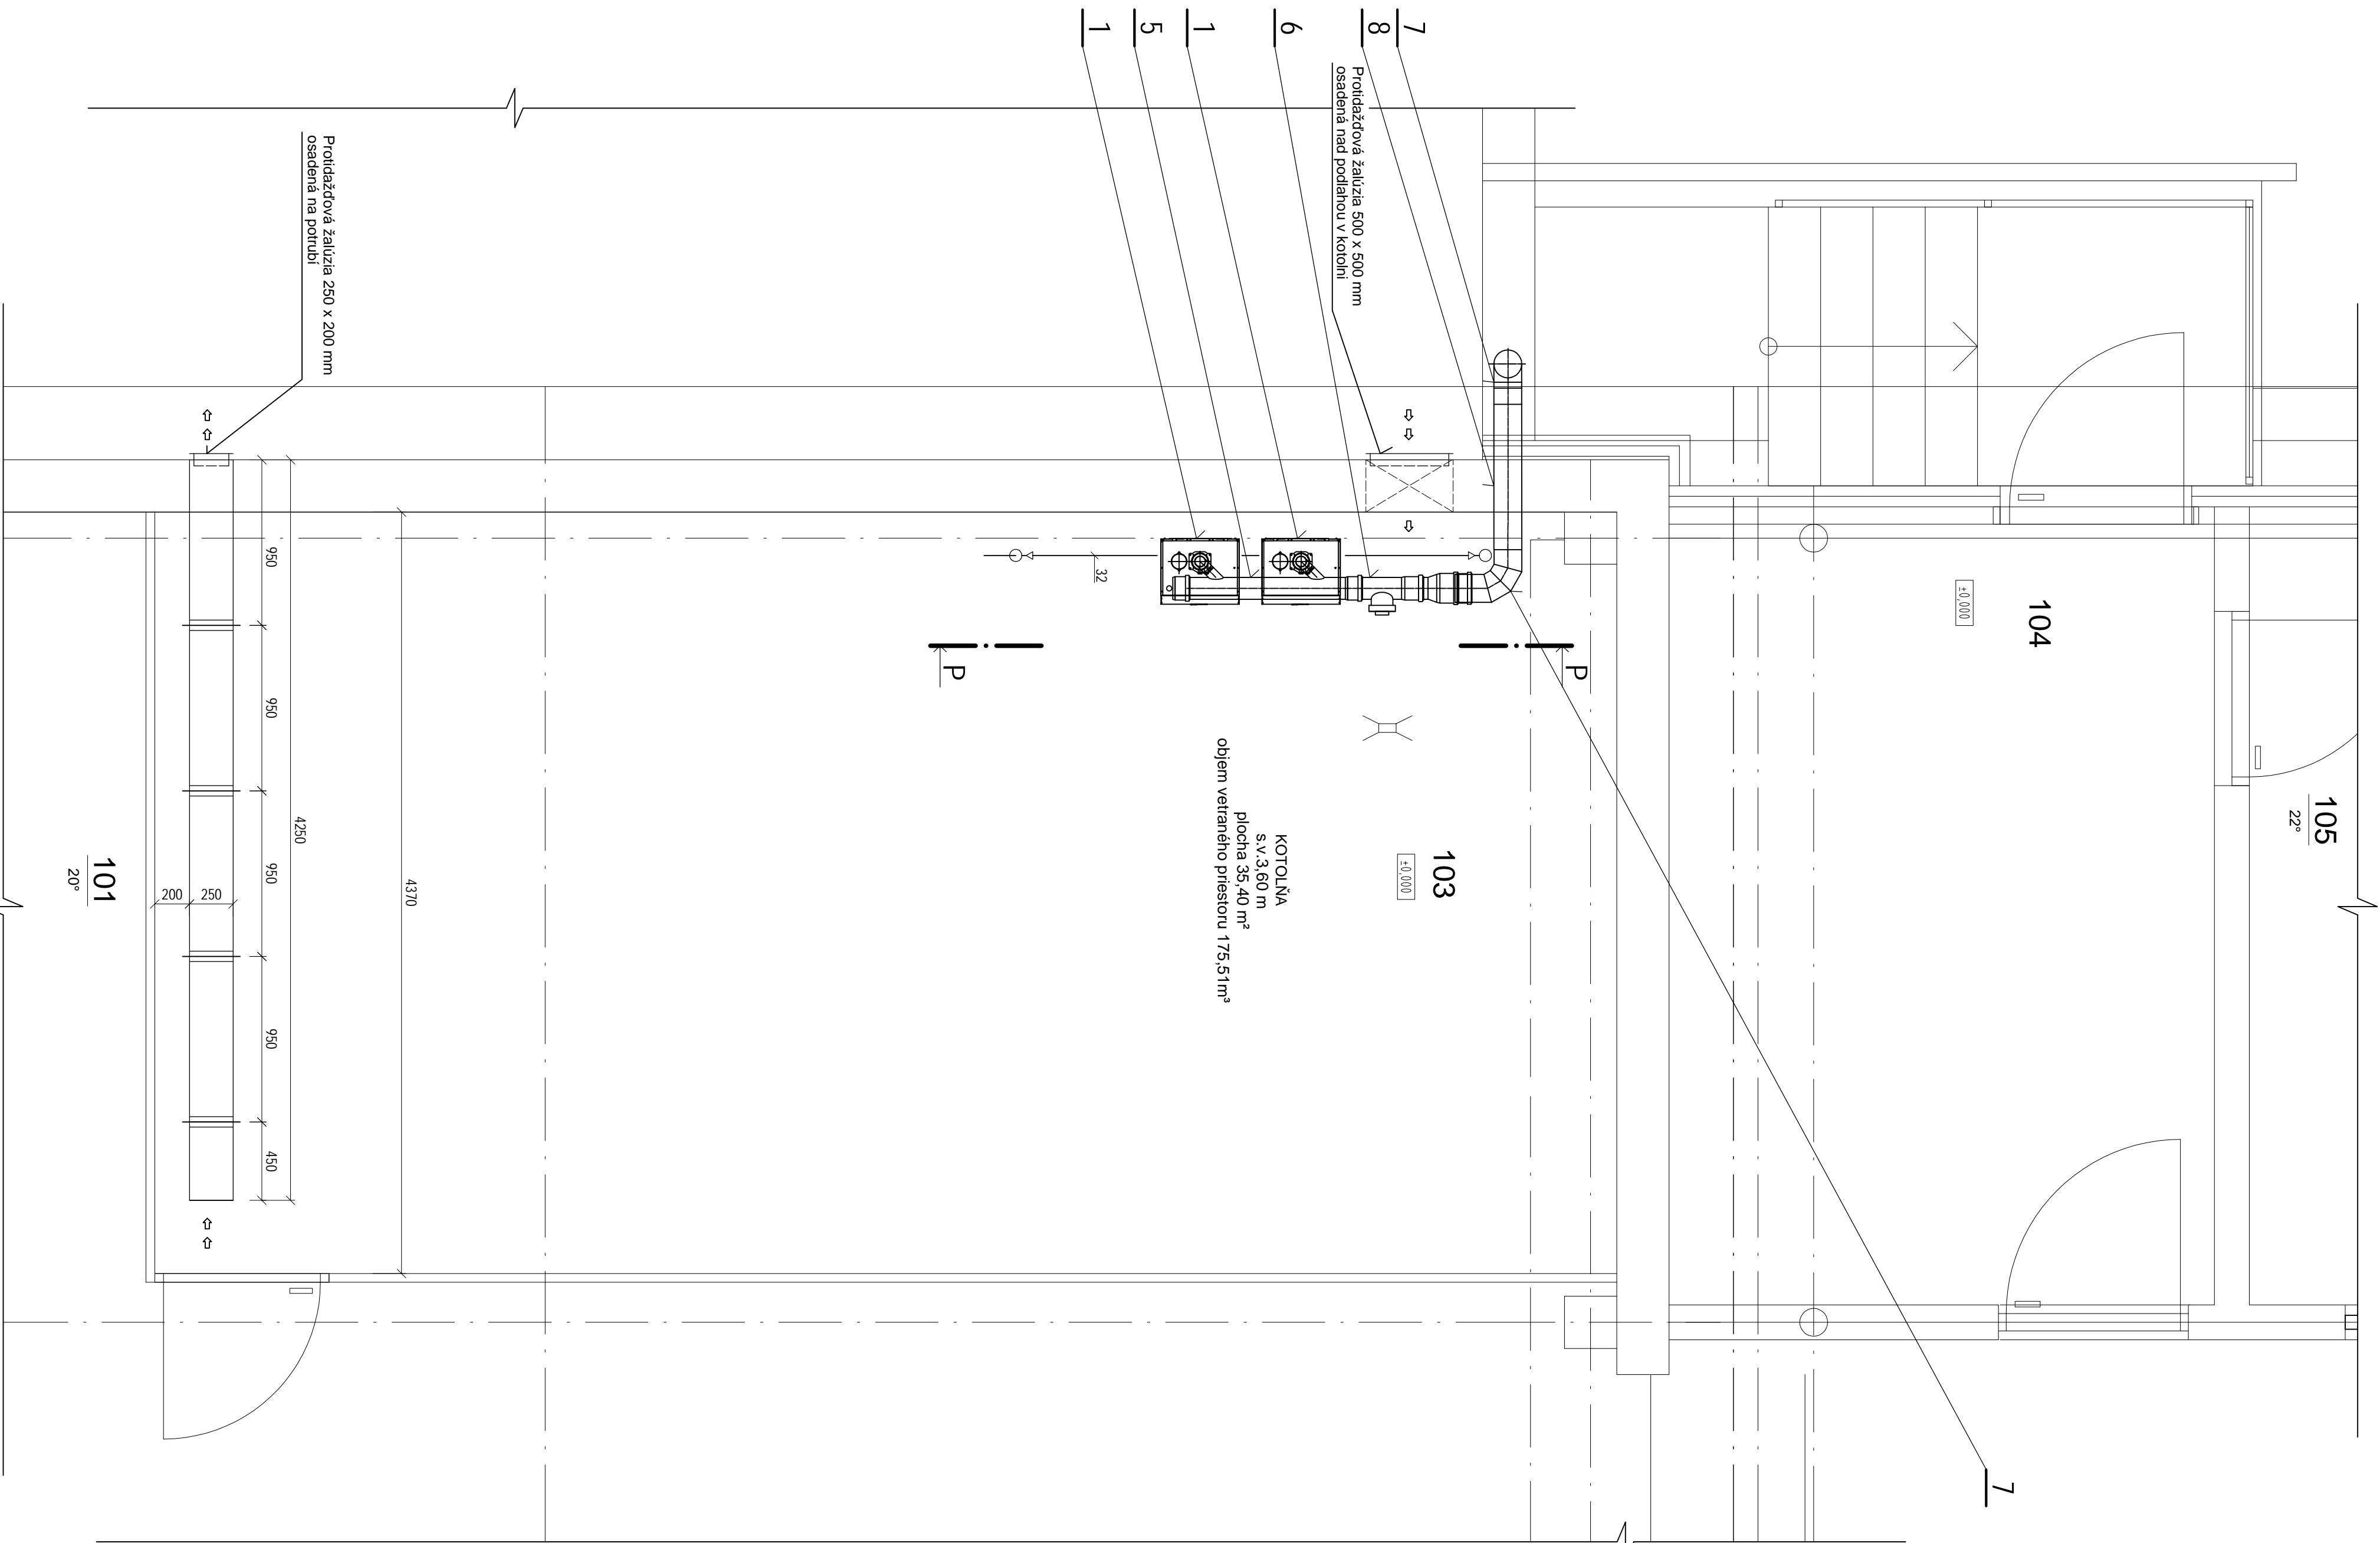 105
22°
104
±0,000
103
±0,000
KOTOLŇA
s.v.3,60 m
plocha 35,40 m²
objem vetraného priestoru 175,51m³
7
8
6
1
5
1
7
Protidažďová žalúzia 500 x 500 mm
osadená nad podlahou v kotolni
P
P
32
Protidažďová žalúzia 250 x 200 mm
osadená na potrubí
4370
4250
950
950
950
950
450
200
250
101
20°